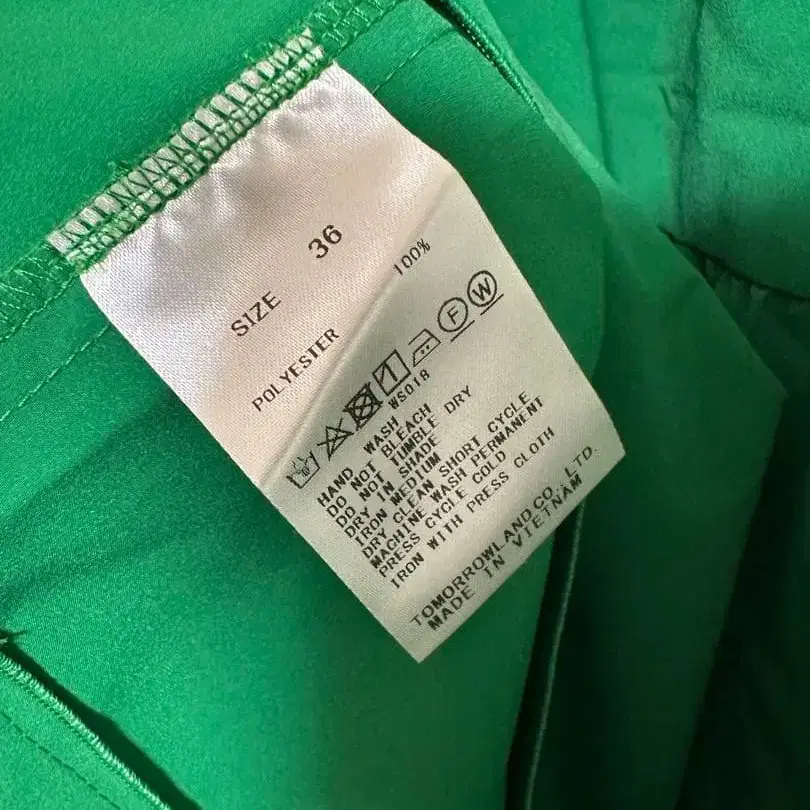 SIZE 36
POLYESTER 100%
F W
WS018
HAND WASH
DO NOT BLEACH
DO NOT TUMBLE DRY
DRY IN SHADE
IRON MEDIUM
DRY CLEAN SHORT CYCLE
MACHINE WASH PERMANENT
PRESS CYCLE COLD
IRON WITH PRESS CLOTH
TOMORROWLAND CO., LTD.
MADE IN VIETNAM